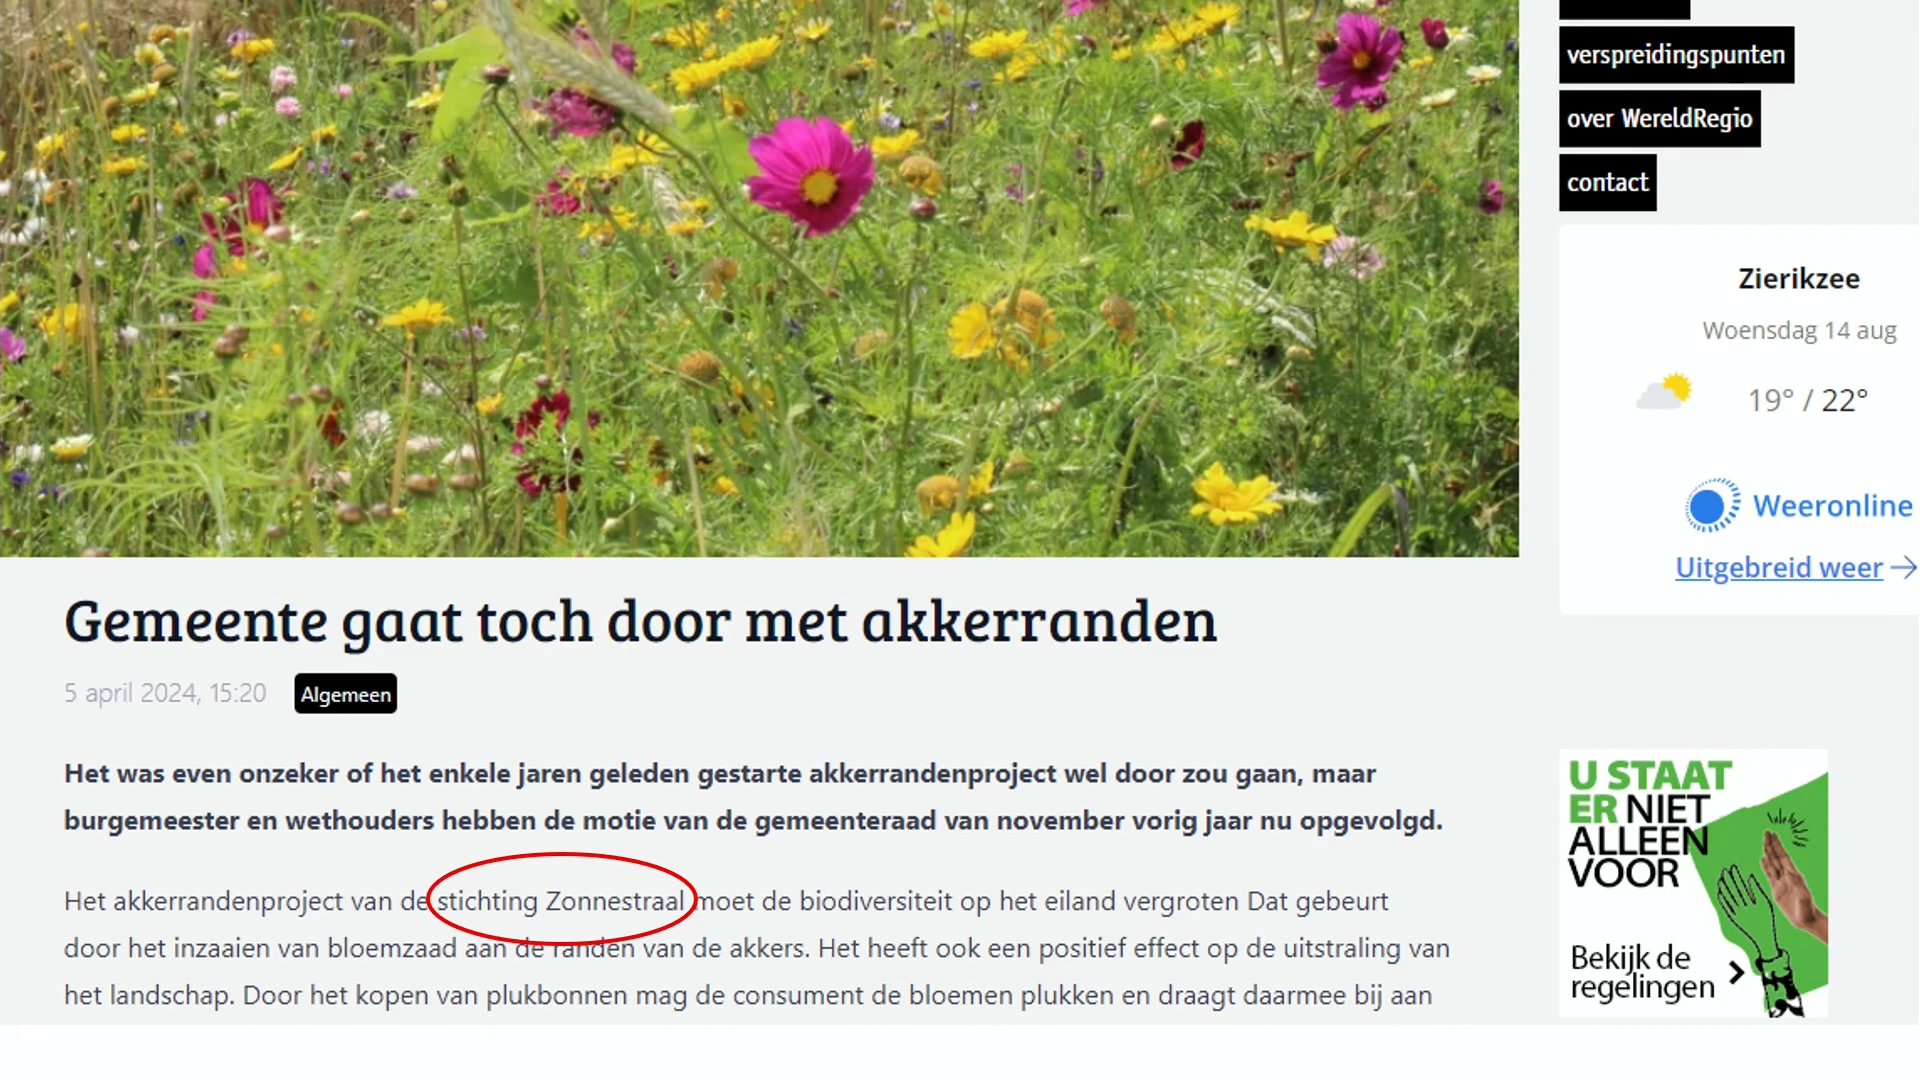 verspreidingspunten
over WereldRegio
contact
Zierikzee
Woensdag 14 aug
19° / 22°
Weeronline
Uitgebreid weer
Gemeente gaat toch door met akkerranden
5 april 2024, 15:20 Algemeen
Het was even onzeker of het enkele jaren geleden gestarte akkerrandenproject wel door zou gaan, maar
burgemeester en wethouders hebben de motie van de gemeenteraad van november vorig jaar nu opgevolgd.
Het akkerrandenproject van de stichting Zonnestraal moet de biodiversiteit op het eiland vergroten Dat gebeurt
door het inzaaien van bloemzaad aan de randen van de akkers. Het heeft ook een positief effect op de uitstraling van
het landschap. Door het kopen van plukbonnen mag de consument de bloemen plukken en draagt daarmee bij aan
U STAAT
ER NIET
ALLEEN
VOOR
Bekijk de
regelingen